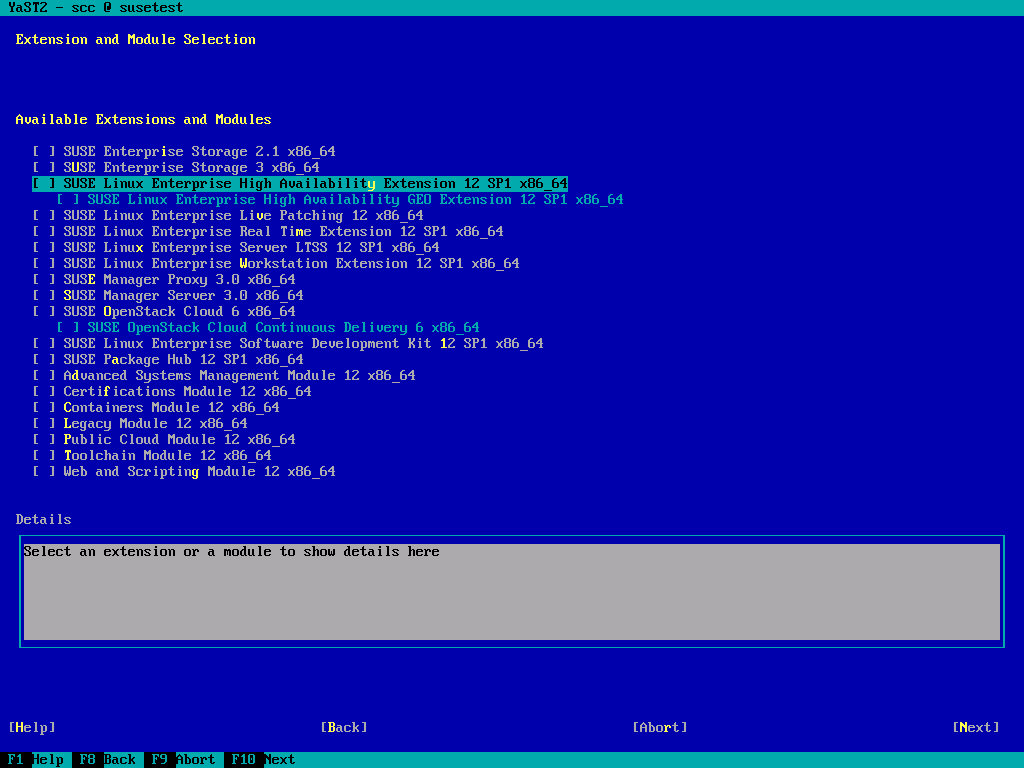 YaST2 - scc @ susetest
Extension and Module Selection
Available Extensions and Modules
[ ] SUSE Enterprise Storage 2.1 x86_64
[ ] SUSE Enterprise Storage 3 x86_64
[ ] SUSE Linux Enterprise High Availability Extension 12 SP1 x86_64
[ ] SUSE Linux Enterprise High Availability GEO Extension 12 SP1 x86_64
[ ] SUSE Linux Enterprise Live Patching 12 x86_64
[ ] SUSE Linux Enterprise Real Time Extension 12 SP1 x86_64
[ ] SUSE Linux Enterprise Server LTSS 12 SP1 x86_64
[ ] SUSE Linux Enterprise Workstation Extension 12 SP1 x86_64
[ ] SUSE Manager Proxy 3.0 x86_64
[ ] SUSE Manager Server 3.0 x86_64
[ ] SUSE OpenStack Cloud 6 x86_64
[ ] SUSE OpenStack Cloud Continuous Delivery 6 x86_64
[ ] SUSE Linux Enterprise Software Development Kit 12 SP1 x86_64
[ ] SUSE Package Hub 12 SP1 x86_64
[ ] Advanced Systems Management Module 12 x86_64
[ ] Certifications Module 12 x86_64
[ ] Containers Module 12 x86_64
[ ] Legacy Module 12 x86_64
[ ] Public Cloud Module 12 x86_64
[ ] Toolchain Module 12 x86_64
[ ] Web and Scripting Module 12 x86_64
Details
Select an extension or a module to show details here
[Help] [Back] [Abort] [Next]
F1 Help F8 Back F9 Abort F10 Next